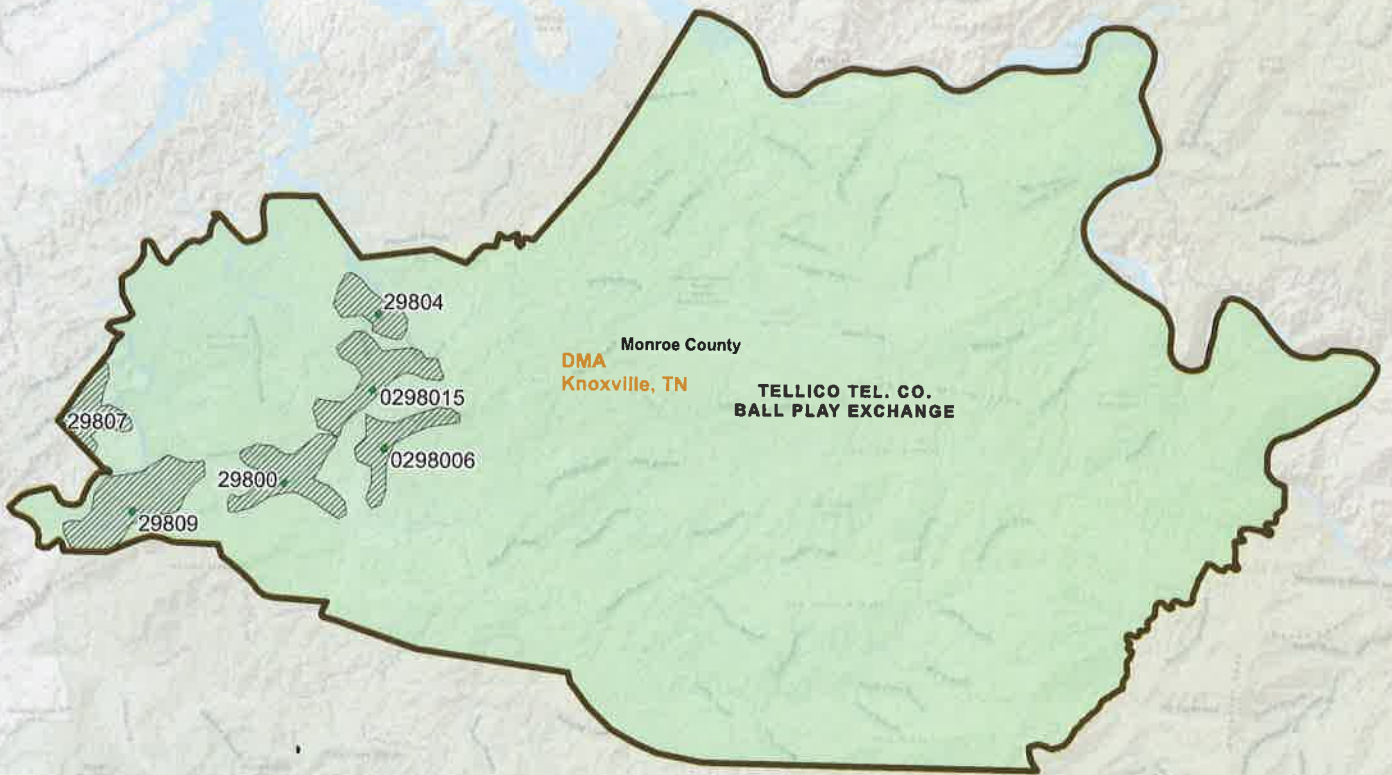 29804
Monroe County
DMA
Knoxville, TN
TELLICO TEL. CO.
BALL PLAY EXCHANGE
0298015
29807
0298006
29800
29809